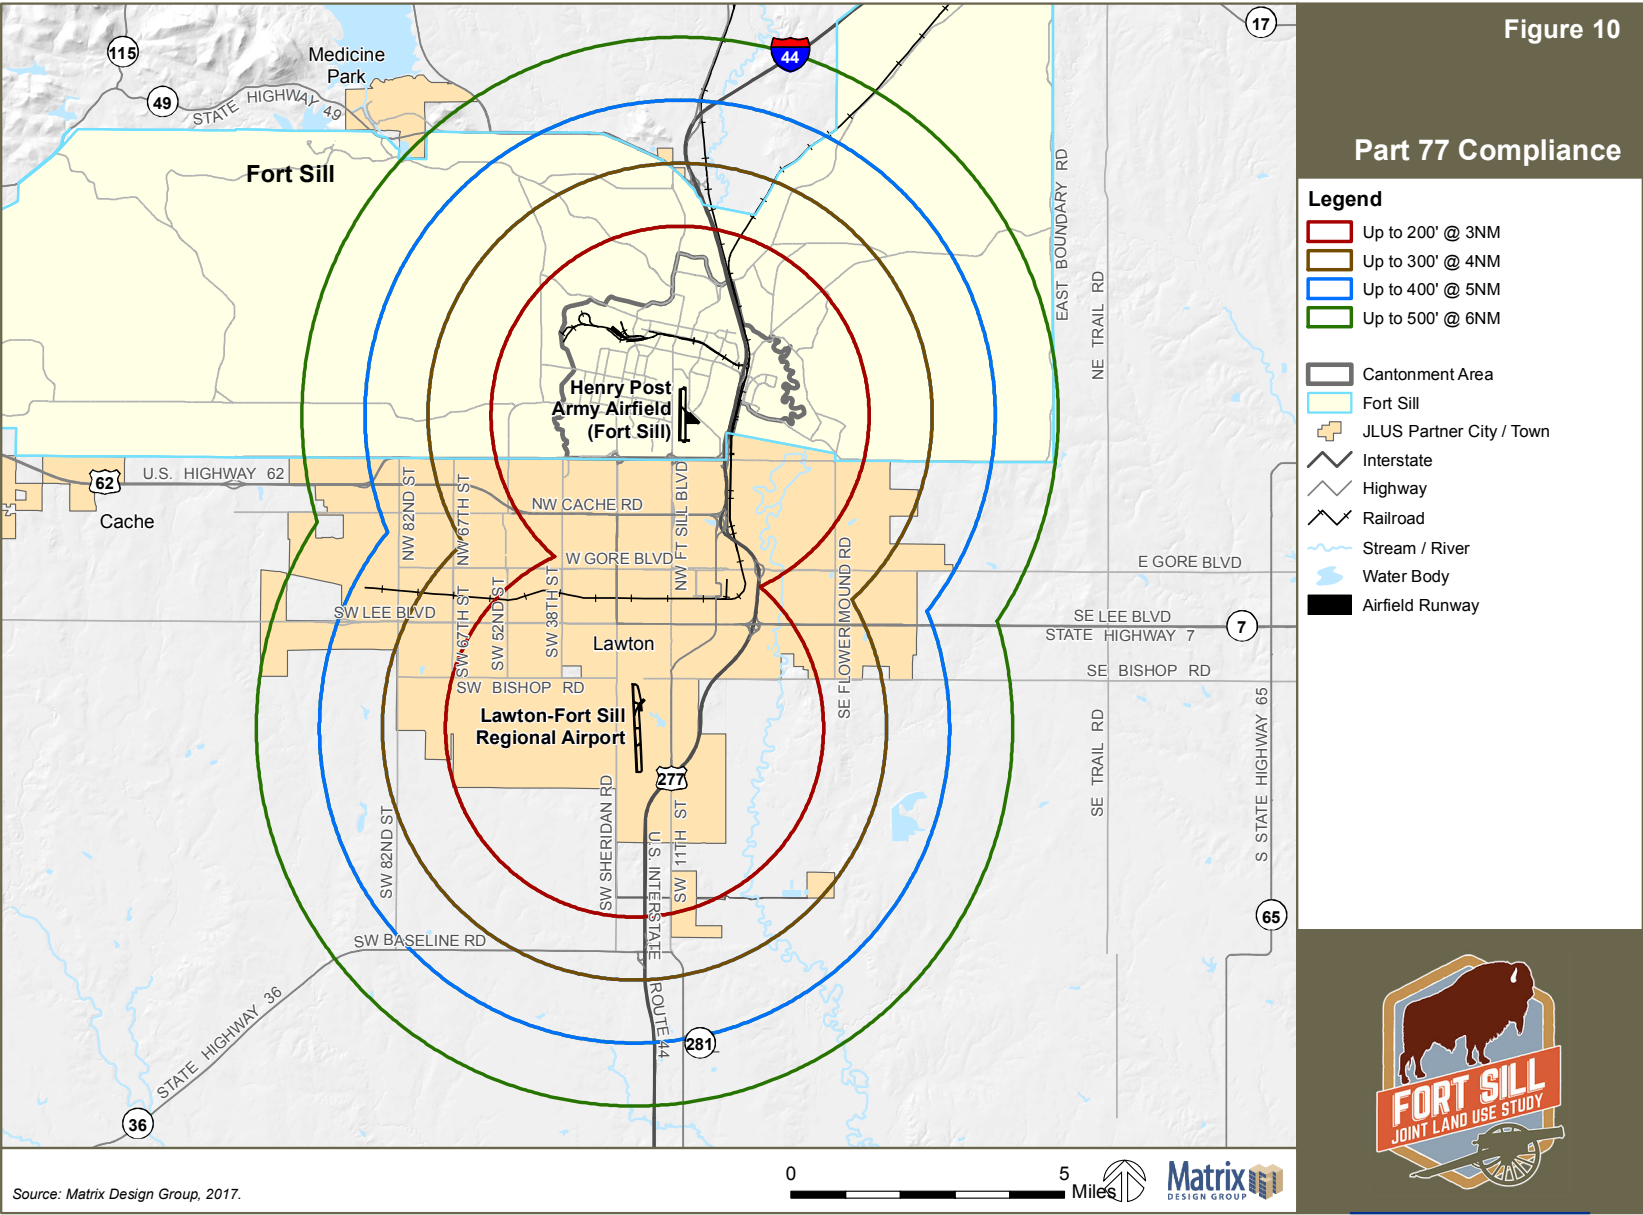 Figure 10
Part 77 Compliance
Legend
Up to 200' @ 3NM
Up to 300' @ 4NM
Up to 400' @ 5NM
Up to 500' @ 6NM
Cantonment Area
Fort Sill
JLUS Partner City / Town
Interstate
Highway
Railroad
Stream / River
Water Body
Airfield Runway
115
49
STATE HIGHWAY 49
Medicine
Park
44
17
Fort Sill
EAST BOUNDARY RD
NE TRAIL RD
Henry Post
Army Airfield
(Fort Sill)
62
U.S. HIGHWAY 62
Cache
NW 82ND ST
NW 67TH ST
NW CACHE RD
NW FT SILL BLVD
W GORE BLVD
E GORE BLVD
SW LEE BLVD
SW 67TH ST
SW 52ND ST
SW 38TH ST
Lawton
SE FLOWER MOUND RD
SE LEE BLVD
STATE HIGHWAY 7
7
SW BISHOP RD
SE BISHOP RD
Lawton-Fort Sill
Regional Airport
277
SW 82ND ST
SW SHERIDAN RD
U.S. INTERSTATE
ROUTE 44
SW 11TH ST
SE TRAIL RD
S STATE HIGHWAY 65
65
SW BASELINE RD
STATE HIGHWAY 36
36
281
Source: Matrix Design Group, 2017.
0 5
Miles
Matrix
DESIGN GROUP
FORT SILL
JOINT LAND USE STUDY